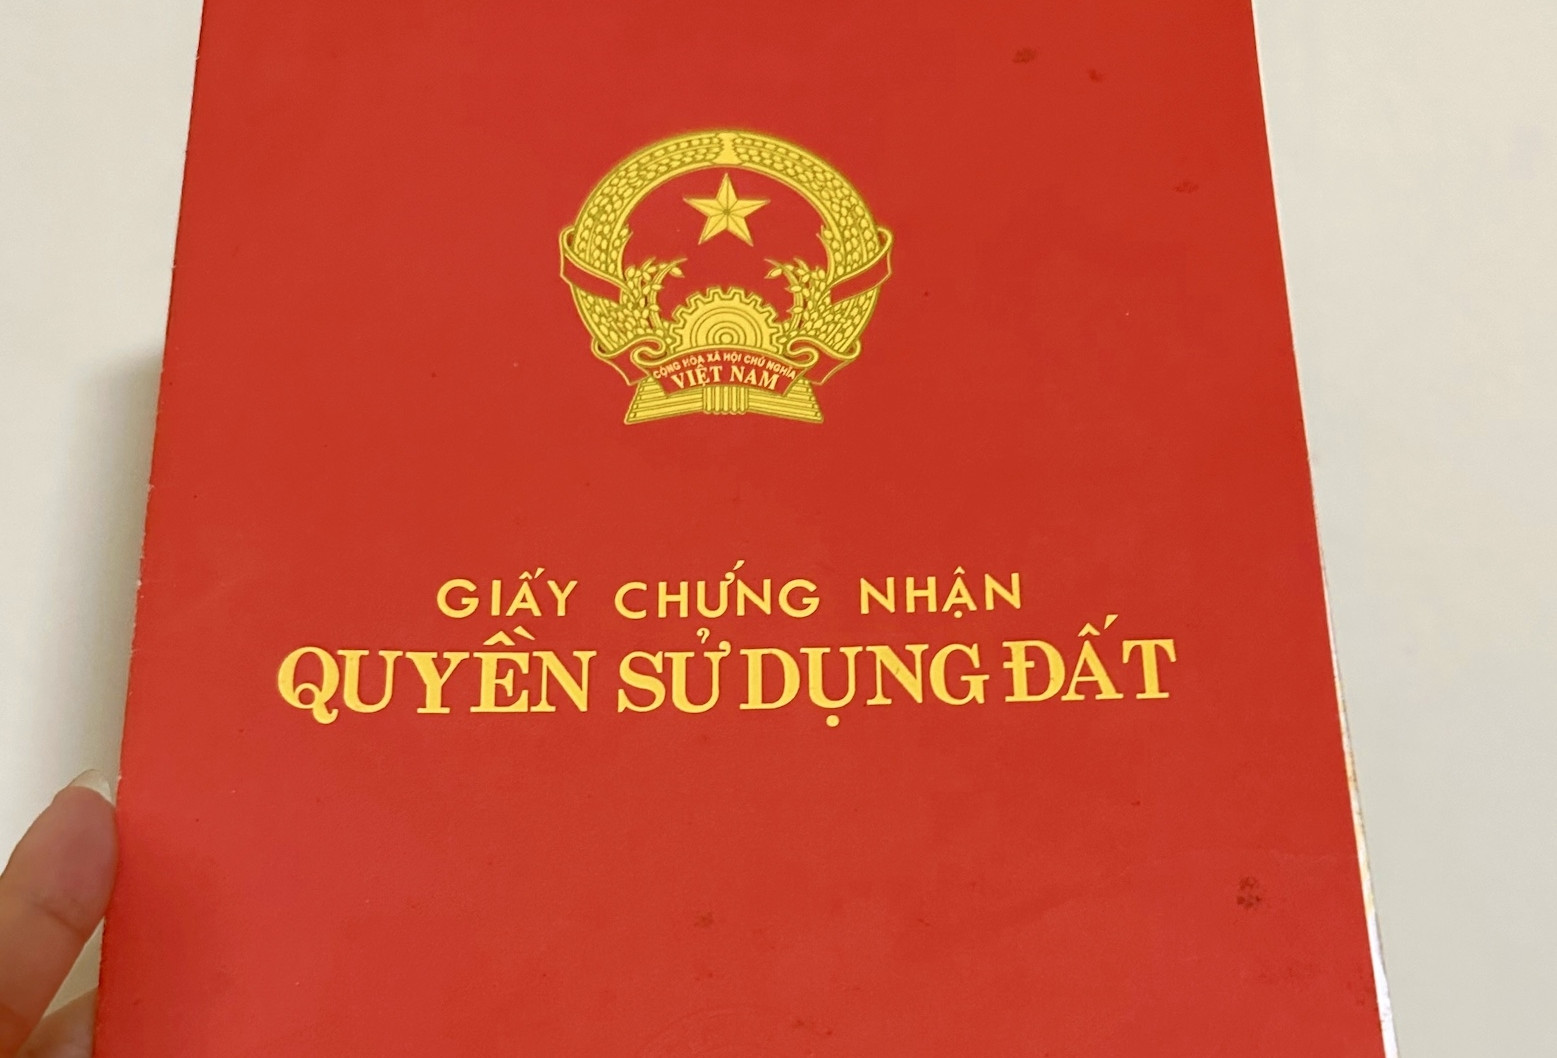 CỘNG HÒA XÃ HỘI CHỦ NGHĨA
VIỆT NAM
GIẤY CHỨNG NHẬN
QUYỀN SỬ DỤNG ĐẤT